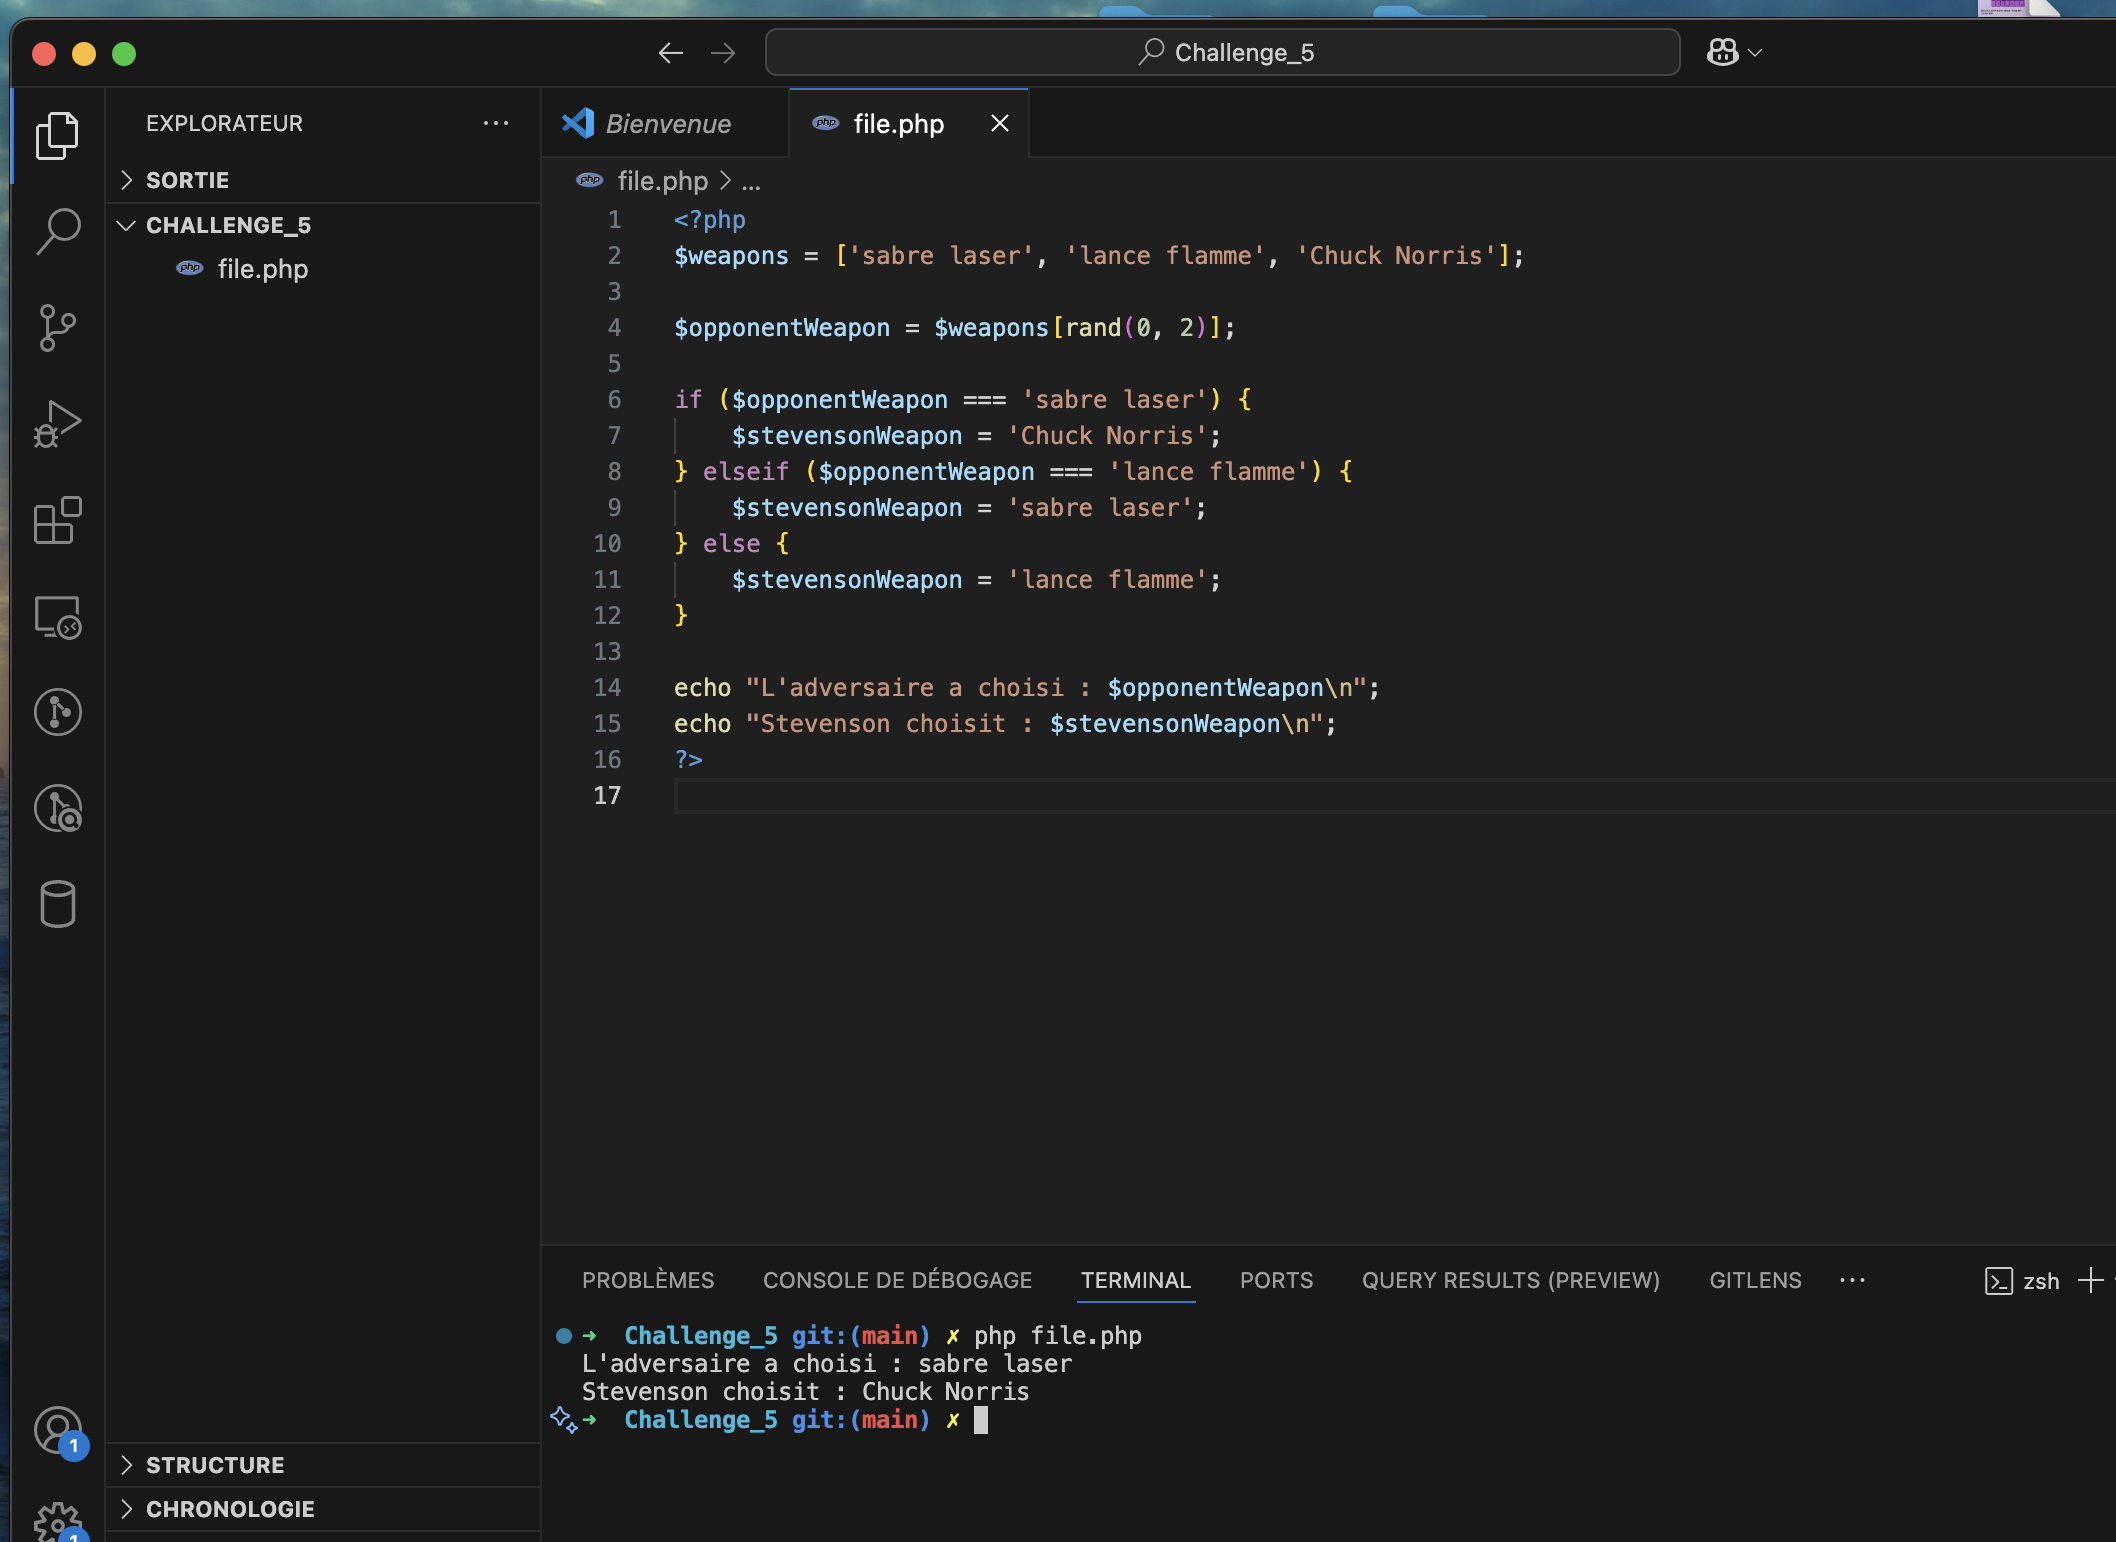 Challenge_5
EXPLORATEUR
SORTIE
CHALLENGE_5
php file.php
Bienvenue
php file.php
php file.php > ...
1 <?php
2 $weapons = ['sabre laser', 'lance flamme', 'Chuck Norris'];
3
4 $opponentWeapon = $weapons[rand(0, 2)];
5
6 if ($opponentWeapon === 'sabre laser') {
7     $stevensonWeapon = 'Chuck Norris';
8 } elseif ($opponentWeapon === 'lance flamme') {
9     $stevensonWeapon = 'sabre laser';
10 } else {
11     $stevensonWeapon = 'lance flamme';
12 }
13
14 echo "L'adversaire a choisi : $opponentWeapon\n";
15 echo "Stevenson choisit : $stevensonWeapon\n";
16 ?>
17
PROBLÈMES CONSOLE DE DÉBOGAGE TERMINAL PORTS QUERY RESULTS (PREVIEW) GITLENS ··· zsh
➜ Challenge_5 git:(main) ✗ php file.php
L'adversaire a choisi : sabre laser
Stevenson choisit : Chuck Norris
➜ Challenge_5 git:(main) ✗
1
STRUCTURE
CHRONOLOGIE
1